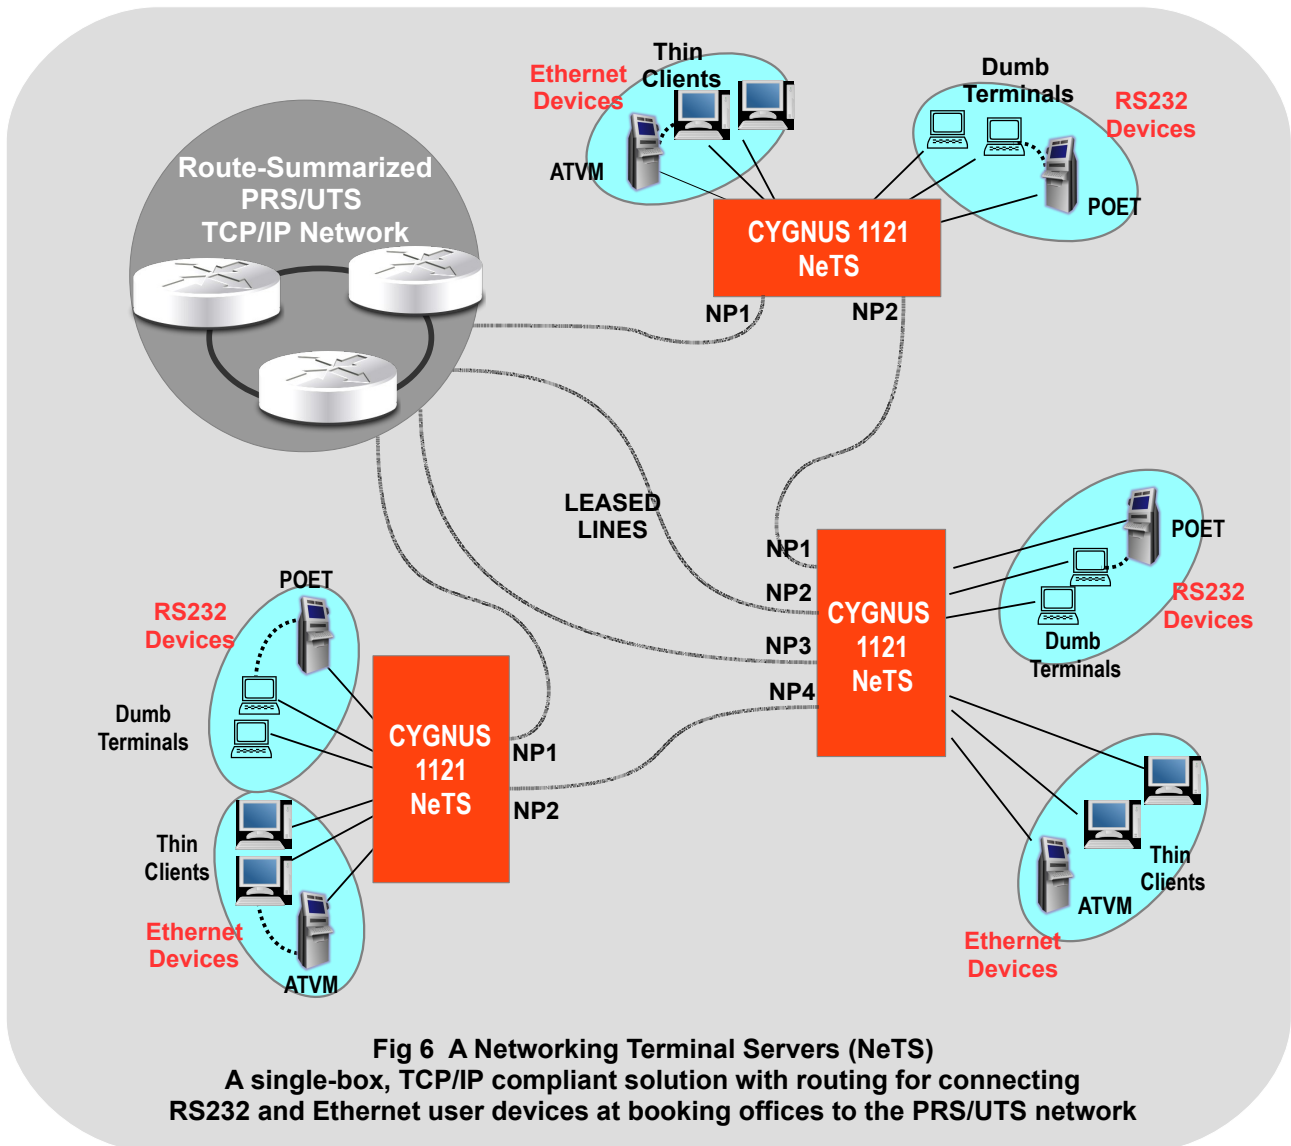 Thin
Clients
Ethernet
Devices
ATVM
Dumb
Terminals
RS232
Devices
POET
Route-Summarized
PRS/UTS
TCP/IP Network
CYGNUS 1121
NeTS
NP1
NP2
LEASED
LINES
NP1
NP2
NP3
NP4
CYGNUS
1121
NeTS
POET
RS232
Devices
Dumb
Terminals
POET
RS232
Devices
Dumb
Terminals
CYGNUS
1121
NeTS
NP1
NP2
Thin
Clients
Ethernet
Devices
ATVM
Thin
Clients
ATVM
Ethernet
Devices
Fig 6 A Networking Terminal Servers (NeTS)
A single-box, TCP/IP compliant solution with routing for connecting
RS232 and Ethernet user devices at booking offices to the PRS/UTS network